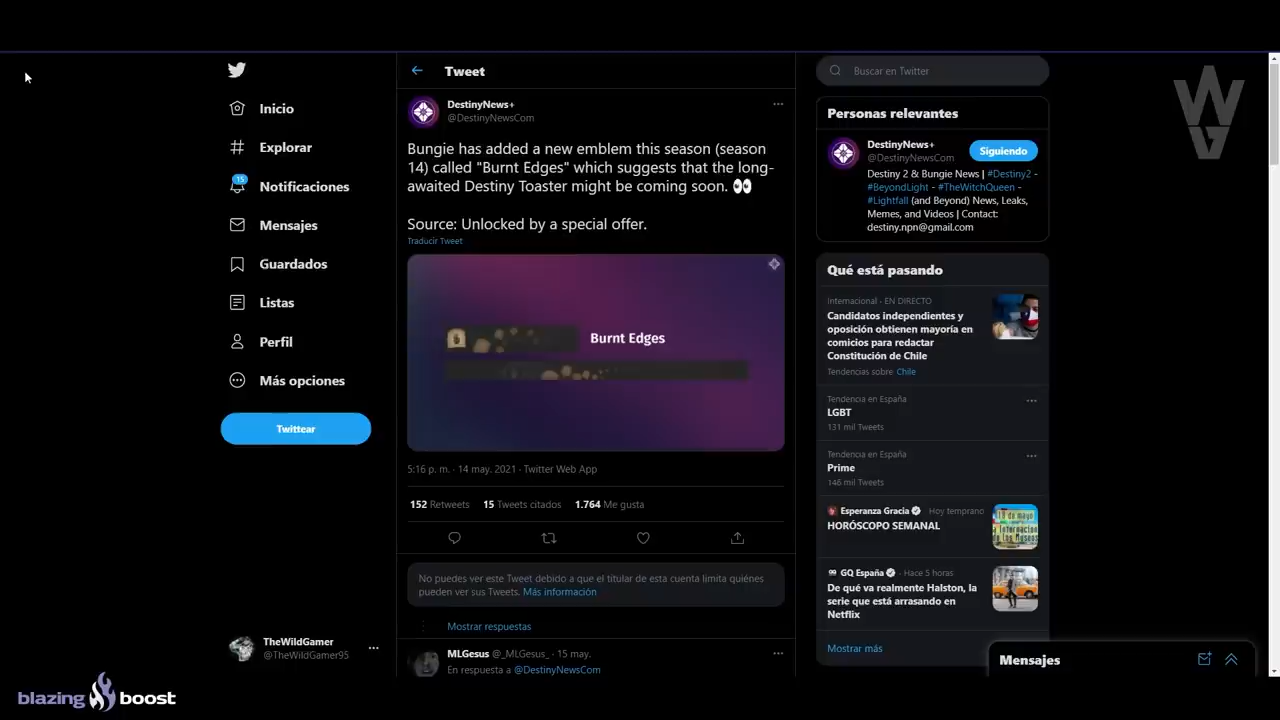 Inicio
Explorar
15
Notificaciones
Mensajes
Guardados
Listas
Perfil
Más opciones
Twittear
TheWildGamer
@TheWildGamer95
blazing boost
Tweet
DestinyNews+
@DestinyNewsCom
Bungie has added a new emblem this season (season
14) called "Burnt Edges" which suggests that the long-
awaited Destiny Toaster might be coming soon. 👀
Source: Unlocked by a special offer.
Traducir Tweet
Burnt Edges
5:16 p. m. · 14 may. 2021 · Twitter Web App
152 Retweets 15 Tweets citados 1.764 Me gusta
No puedes ver este Tweet debido a que el títular de esta cuenta limita quiénes
pueden ver sus Tweets. Más información
Mostrar respuestas
MLGesus @_MLGesus_ · 15 may.
En respuesta a @DestinyNewsCom
Buscar en Twitter
Personas relevantes
DestinyNews+
@DestinyNewsCom
Siguiendo
Destiny 2 & Bungie News | #Destiny2 -
#BeyondLight - #TheWitchQueen -
#Lightfall (and Beyond) News, Leaks,
Memes, and Videos | Contact:
destiny.npn@gmail.com
Qué está pasando
Internacional · EN DIRECTO
Candidatos independientes y
oposición obtienen mayoría en
comicios para redactar
Constitución de Chile
Tendencias sobre Chile
Tendencia en España
LGBT
131 mil Tweets
Tendencia en España
Prime
146 mil Tweets
Esperanza Gracia · Hoy temprano
HORÓSCOPO SEMANAL
GQ España · Hace 5 horas
De qué va realmente Halston, la
serie que está arrasando en
Netflix
Mostrar más
Mensajes